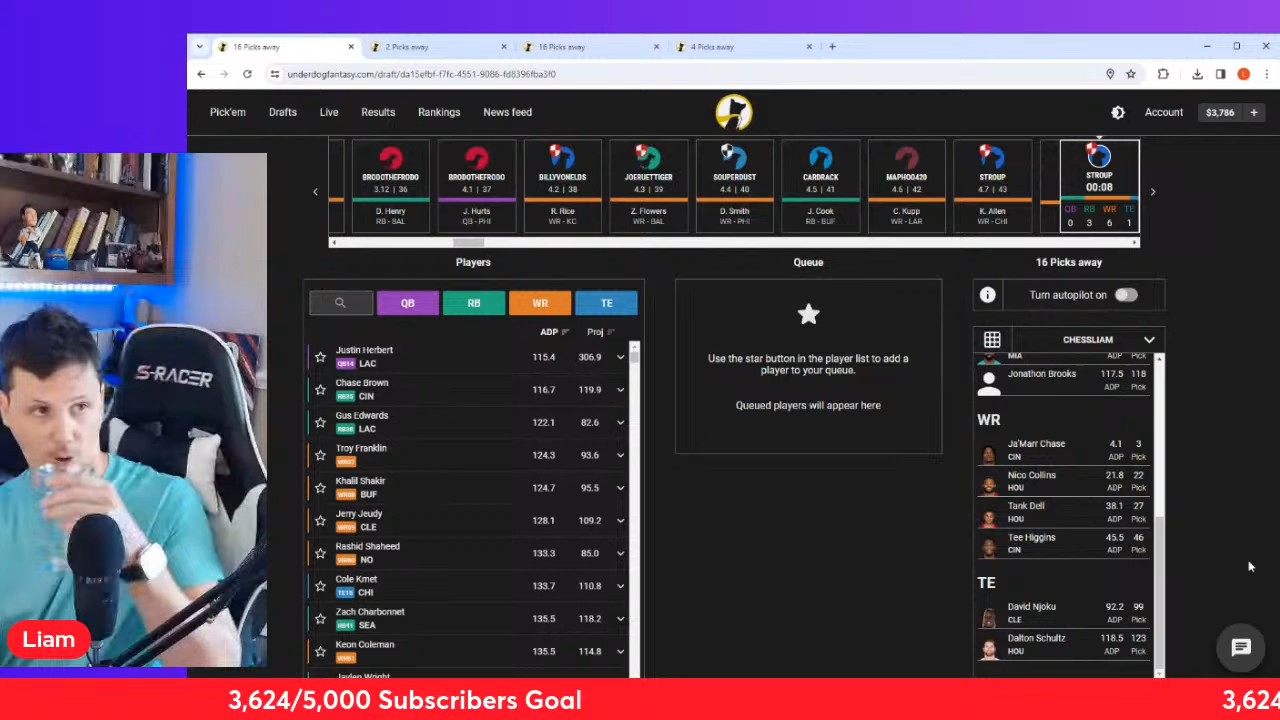 16 Picks away
2 Picks away
16 Picks away
4 Picks away
underdogfantasy.com/draft/da15efbf-f7fc-4551-9086-fd8396fba3f0
Pick'em Drafts Live Results Rankings News feed
Account $3,786
BRODOTHEFRODO
3.12 | 36
D. Henry
RB - BAL
BRODOTHEFRODO
4.1 | 37
J. Hurts
QB - PHI
BILLYVONELDS
4.2 | 38
R. Rice
WR - KC
JOERUETTIGER
4.3 | 39
Z. Flowers
WR - BAL
SOUPERDUST
4.4 | 40
D. Smith
WR - PHI
CARDRACK
4.5 | 41
J. Cook
RB - BUF
MAPHOO420
4.6 | 42
C. Kupp
WR - LAR
STROUP
4.7 | 43
K. Allen
WR - CHI
STROUP
00:08
QB RB WR TE
0 3 6 1
Players
QB RB WR TE
ADP Proj
Justin Herbert
QB14 LAC
115.4 306.9
Chase Brown
CIN
116.7 119.9
Gus Edwards
LAC
122.1 82.6
Troy Franklin
124.3 93.6
Khalil Shakir
BUF
124.7 95.5
Jerry Jeudy
CLE
128.1 109.2
Rashid Shaheed
NO
133.3 85.0
Cole Kmet
CHI
133.7 110.8
Zach Charbonnet
SEA
135.5 118.2
Keon Coleman
135.5 114.8
Jaylen Wright
Queue
Use the star button in the player list to add a
player to your queue.
Queued players will appear here
16 Picks away
Turn autopilot on
CHESSLIAM
MIA ADP Pick
Jonathon Brooks 117.5 118
ADP Pick
WR
Ja'Marr Chase 4.1 3
CIN ADP Pick
Nico Collins 21.8 22
HOU ADP Pick
Tank Dell 38.1 27
HOU ADP Pick
Tee Higgins 45.5 46
CIN ADP Pick
TE
David Njoku 92.2 99
CLE ADP Pick
Dalton Schultz 118.5 123
HOU ADP Pick
S-RACER
Liam
3,624/5,000 Subscribers Goal
3,624